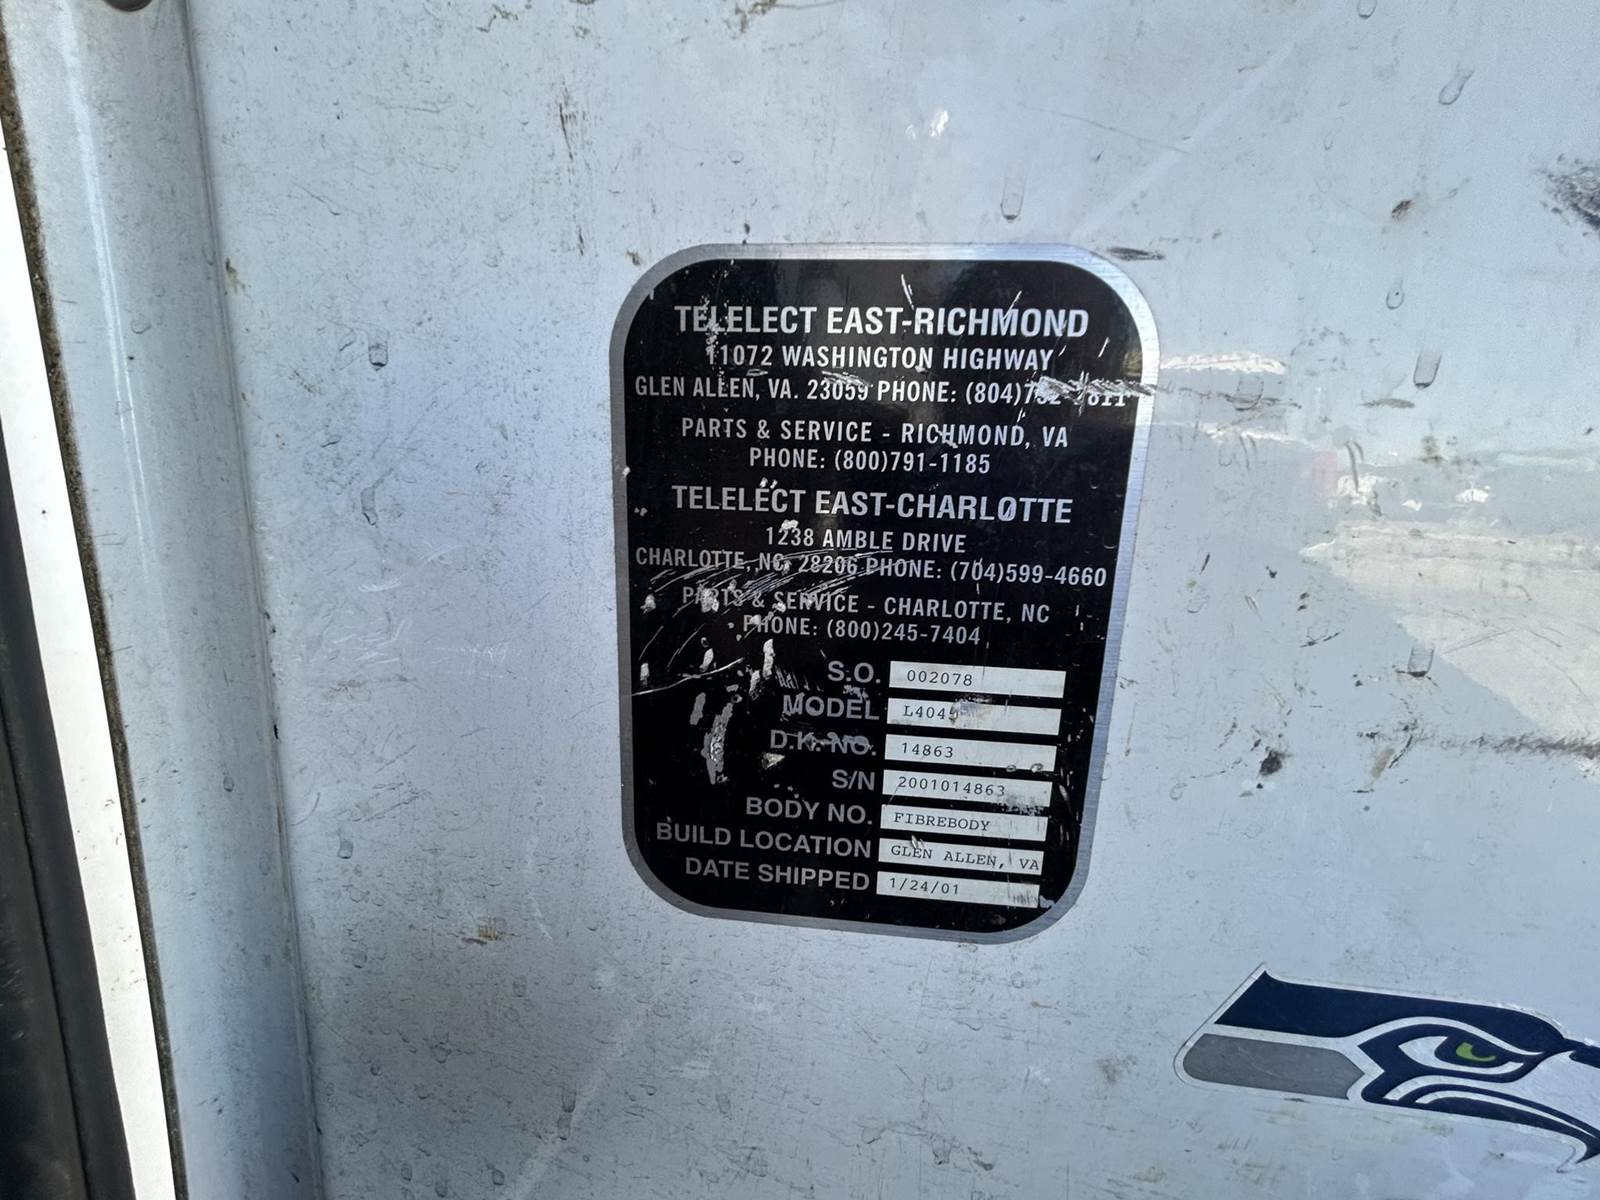 TELELECT EAST-RICHMOND
11072 WASHINGTON HIGHWAY
GLEN ALLEN, VA. 23059 PHONE:
PARTS & SERVICE - RICHMOND, VA
PHONE: (800)791-1185
TELELECT EAST-CHARLOTTE
1238 AMBLE DRIVE
CHARLOTTE, NC, 28206 PHONE: (704)599-4660
PARTS & SERVICE - CHARLOTTE, NC
PHONE: (800)245-7404
S.O. 002078
MODEL
D.K. NO. 14863
S/N 2001014863
BODY NO. FIBREBODY
BUILD LOCATION GLEN ALLEN, VA
DATE SHIPPED 1/24/01